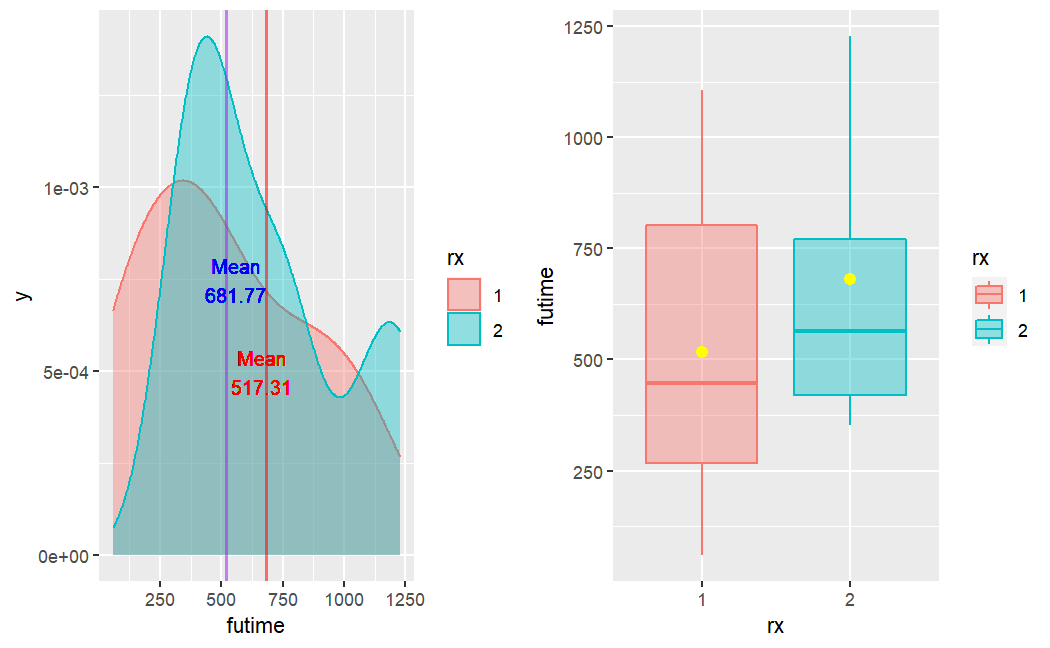 y
1e-03
5e-04
0e+00
Mean
681.77
Mean
517.31
250 500 750 1000 1250
futime
rx
1
2
futime
1250
1000
750
500
250
1 2
rx
rx
1
2